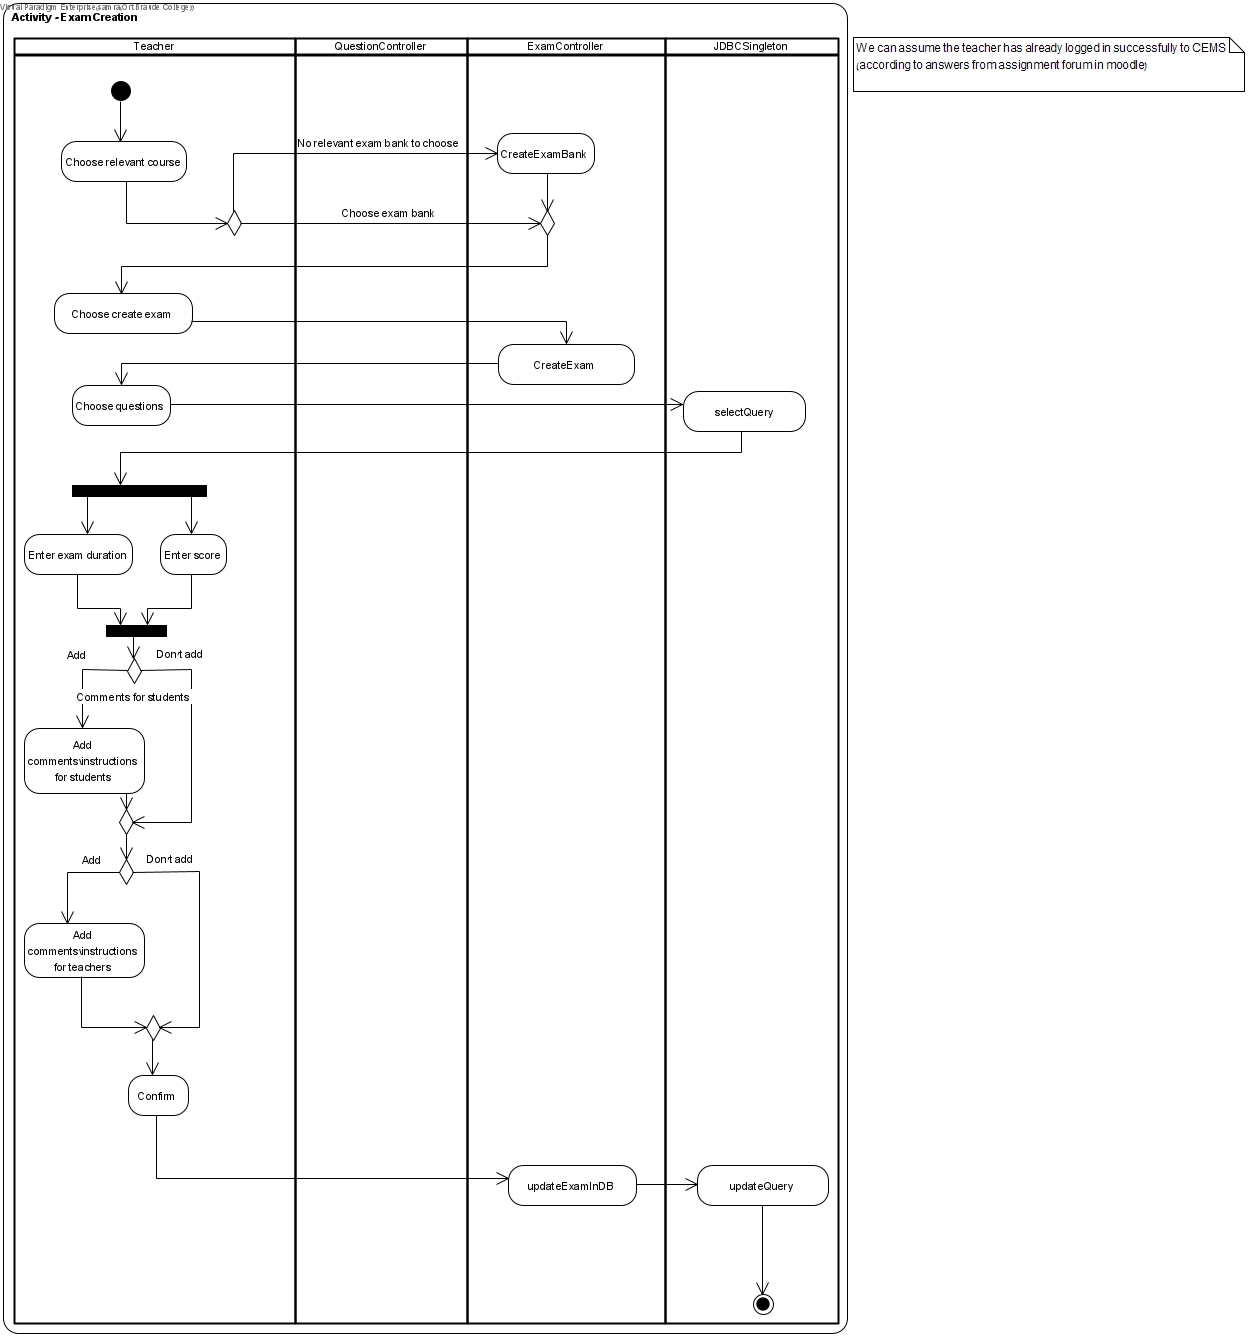 Visual Paradigm Enterprise(samira(Ort Braude College))
Activity - ExamCreation
Teacher
QuestionController
ExamController
JDBCSingleton
We can assume the teacher has already logged in successfully to CEMS
(according to answers from assignment forum in moodle)
Choose relevant course
No relevant exam bank to choose
CreateExamBank
Choose exam bank
Choose create exam
CreateExam
Choose questions
selectQuery
Enter exam duration
Enter score
Add
Don't add
Comments for students
Add
comments\instructions
for students
Add
Don't add
Add
comments\instructions
for teachers
Confirm
updateExamInDB
updateQuery